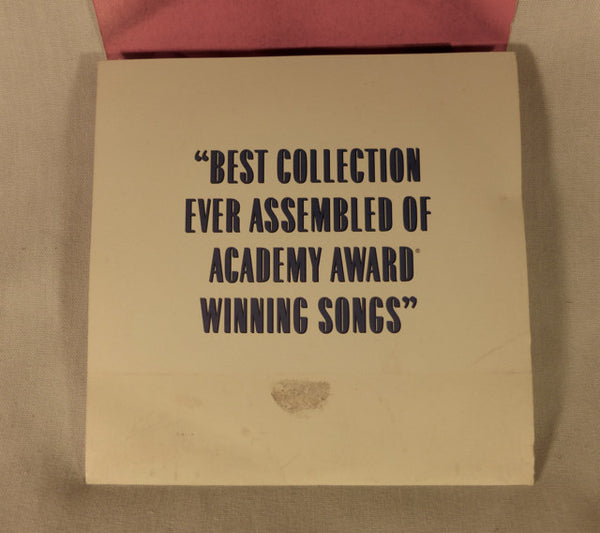 “BEST COLLECTION
EVER ASSEMBLED OF
ACADEMY AWARD®
WINNING SONGS”